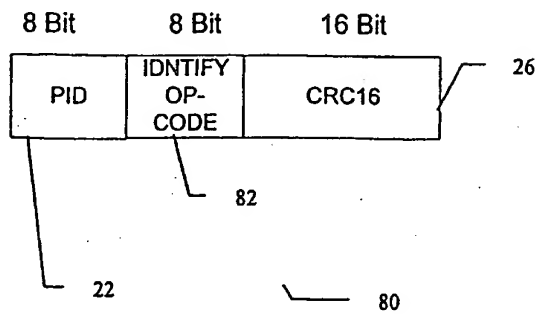 8 Bit 8 Bit 16 Bit
PID
IDNTIFY
OP-
CODE
CRC16
26
82
22
80